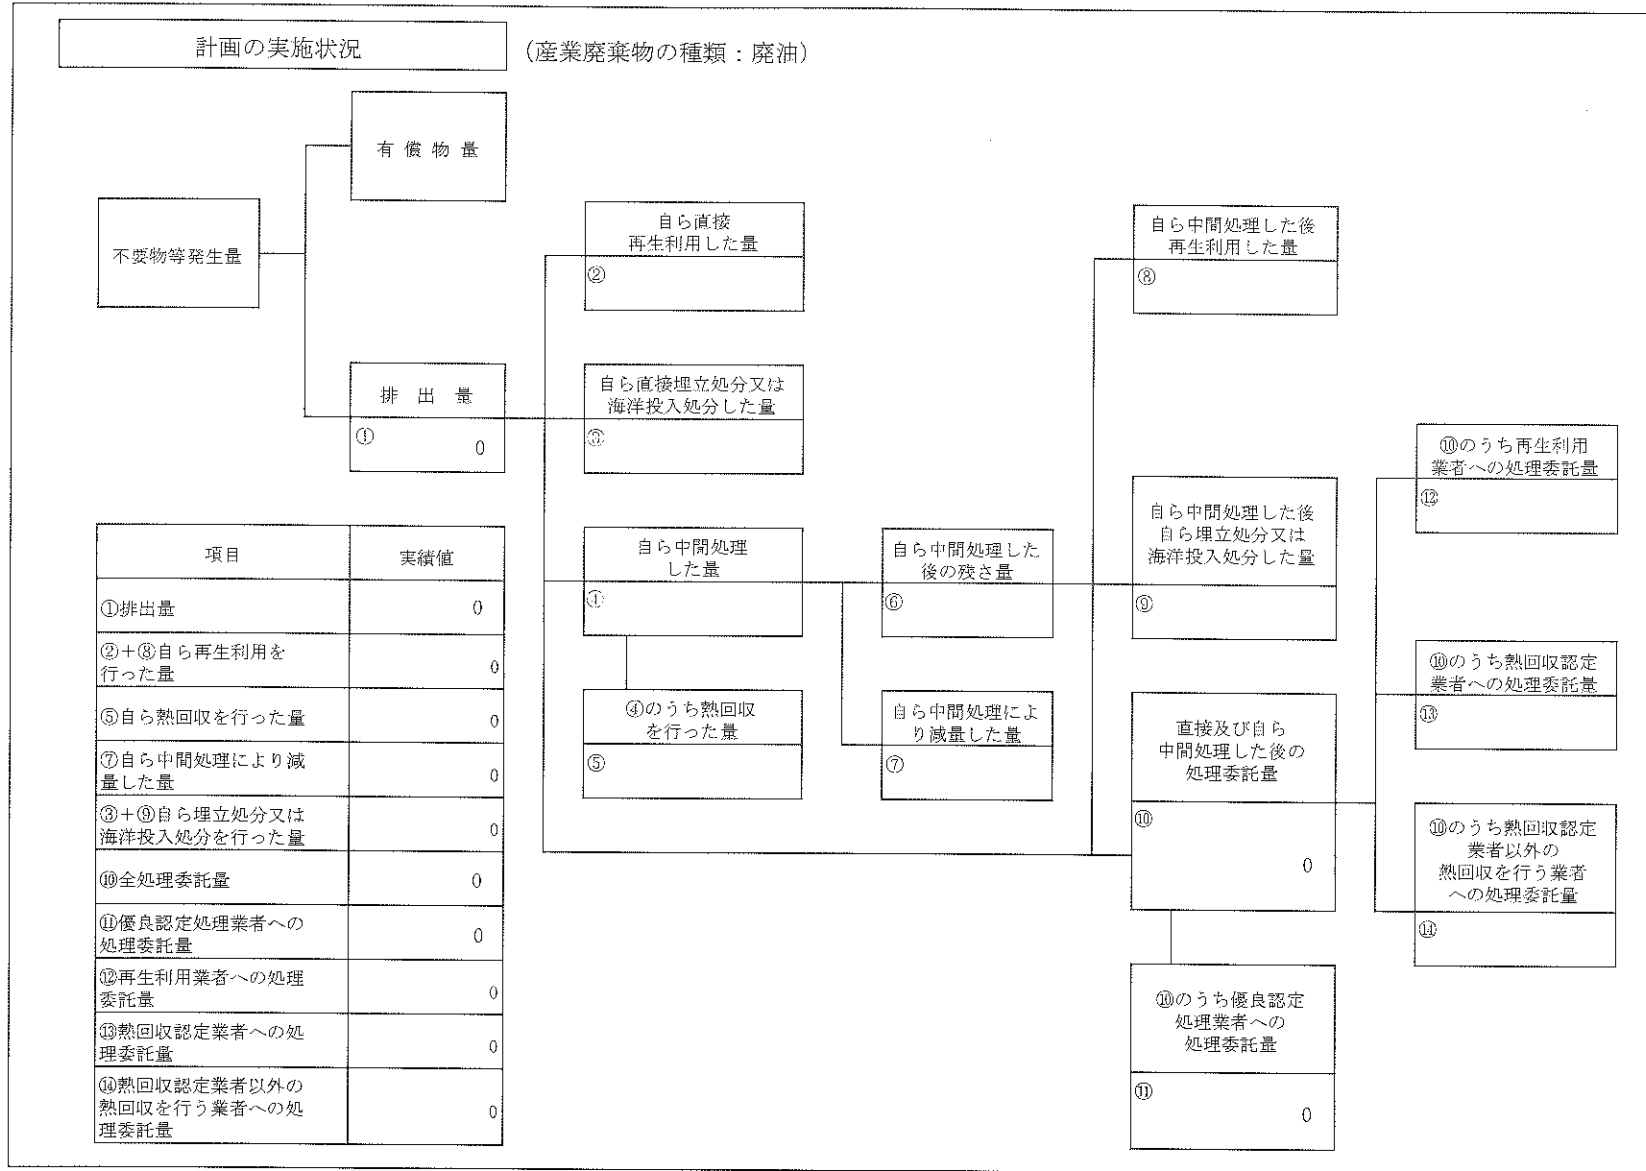 計画の実施状況
(産業廃棄物の種類：廃油)
有償物量
不要物等発生量
排出量
①
0
自ら直接
再生利用した量
②
自ら直接埋立処分又は
海洋投入処分した量
③
自ら中間処理
した量
④
④のうち熱回収
を行った量
⑤
自ら中間処理した
後の残さ量
⑥
自ら中間処理によ
り減量した量
⑦
自ら中間処理した後
再生利用した量
⑧
自ら中間処理した後
自ら埋立処分又は
海洋投入処分した量
⑨
直接及び自ら
中間処理した後の
処理委託量
⑩
0
⑩のうち優良認定
処理業者への
処理委託量
⑪
0
⑩のうち再生利用
業者への処理委託量
⑫
⑩のうち熱回収認定
業者への処理委託量
⑬
⑩のうち熱回収認定
業者以外の
熱回収を行う業者
への処理委託量
⑭
項目 実績値
①排出量 0
②＋⑧自ら再生利用を
行った量 0
⑤自ら熱回収を行った量 0
⑦自ら中間処理により減
量した量 0
③＋⑨自ら埋立処分又は
海洋投入処分を行った量 0
⑩全処理委託量 0
⑪優良認定処理業者への
処理委託量 0
⑫再生利用業者への処理
委託量 0
⑬熱回収認定業者への処
理委託量 0
⑭熱回収認定業者以外の
熱回収を行う業者への処
理委託量 0